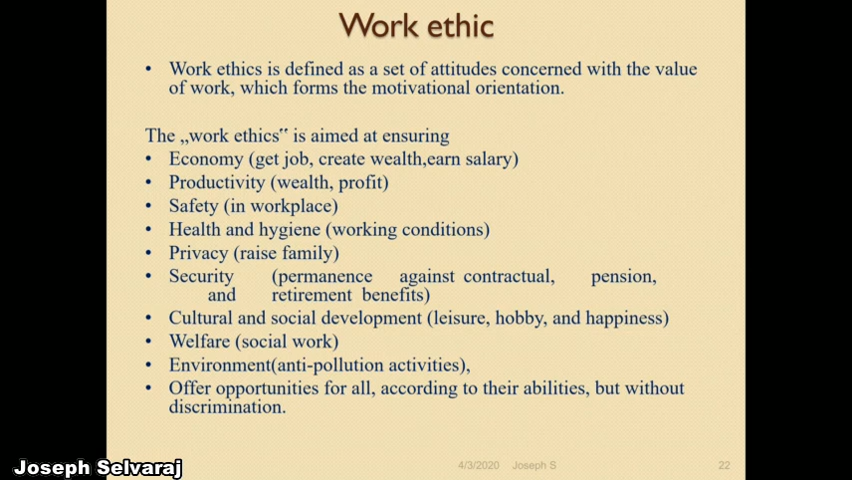 Work ethic
• Work ethics is defined as a set of attitudes concerned with the value
of work, which forms the motivational orientation.
The „work ethics‟ is aimed at ensuring
• Economy (get job, create wealth,earn salary)
• Productivity (wealth, profit)
• Safety (in workplace)
• Health and hygiene (working conditions)
• Privacy (raise family)
• Security (permanence against contractual, pension,
and retirement benefits)
• Cultural and social development (leisure, hobby, and happiness)
• Welfare (social work)
• Environment(anti-pollution activities),
• Offer opportunities for all, according to their abilities, but without
discrimination.
4/3/2020 Joseph S 22
Joseph Selvaraj